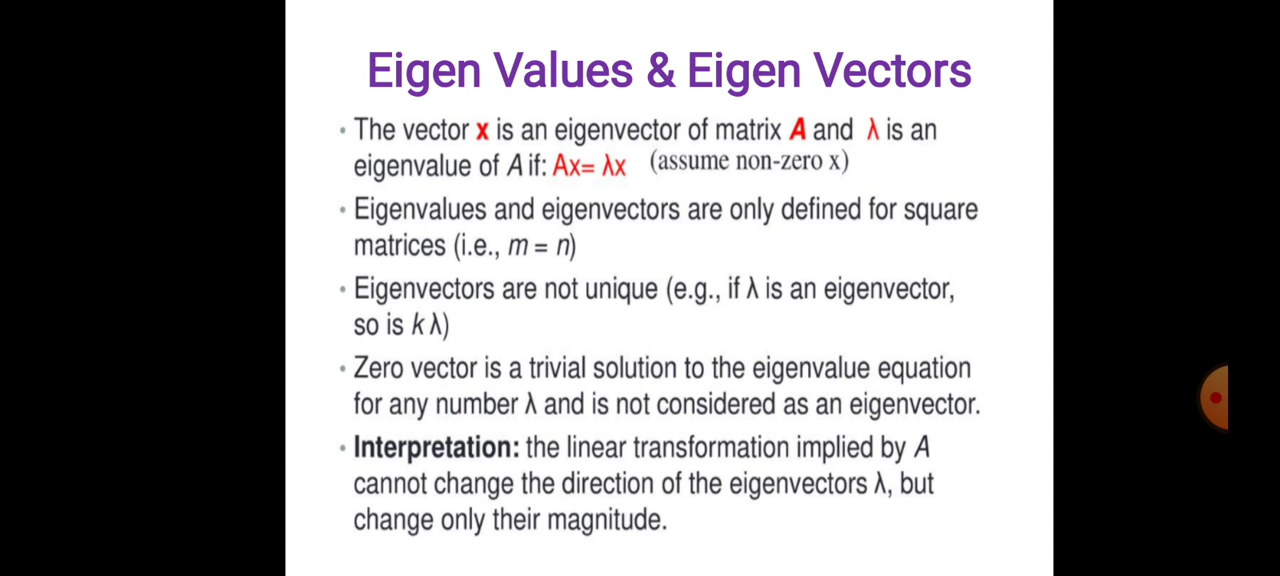 Eigen Values & Eigen Vectors
• The vector x is an eigenvector of matrix A and λ is an
eigenvalue of A if: Ax= λx (assume non-zero x)
• Eigenvalues and eigenvectors are only defined for square
matrices (i.e., m = n)
• Eigenvectors are not unique (e.g., if λ is an eigenvector,
so is k λ)
• Zero vector is a trivial solution to the eigenvalue equation
for any number λ and is not considered as an eigenvector.
• Interpretation: the linear transformation implied by A
cannot change the direction of the eigenvectors λ, but
change only their magnitude.